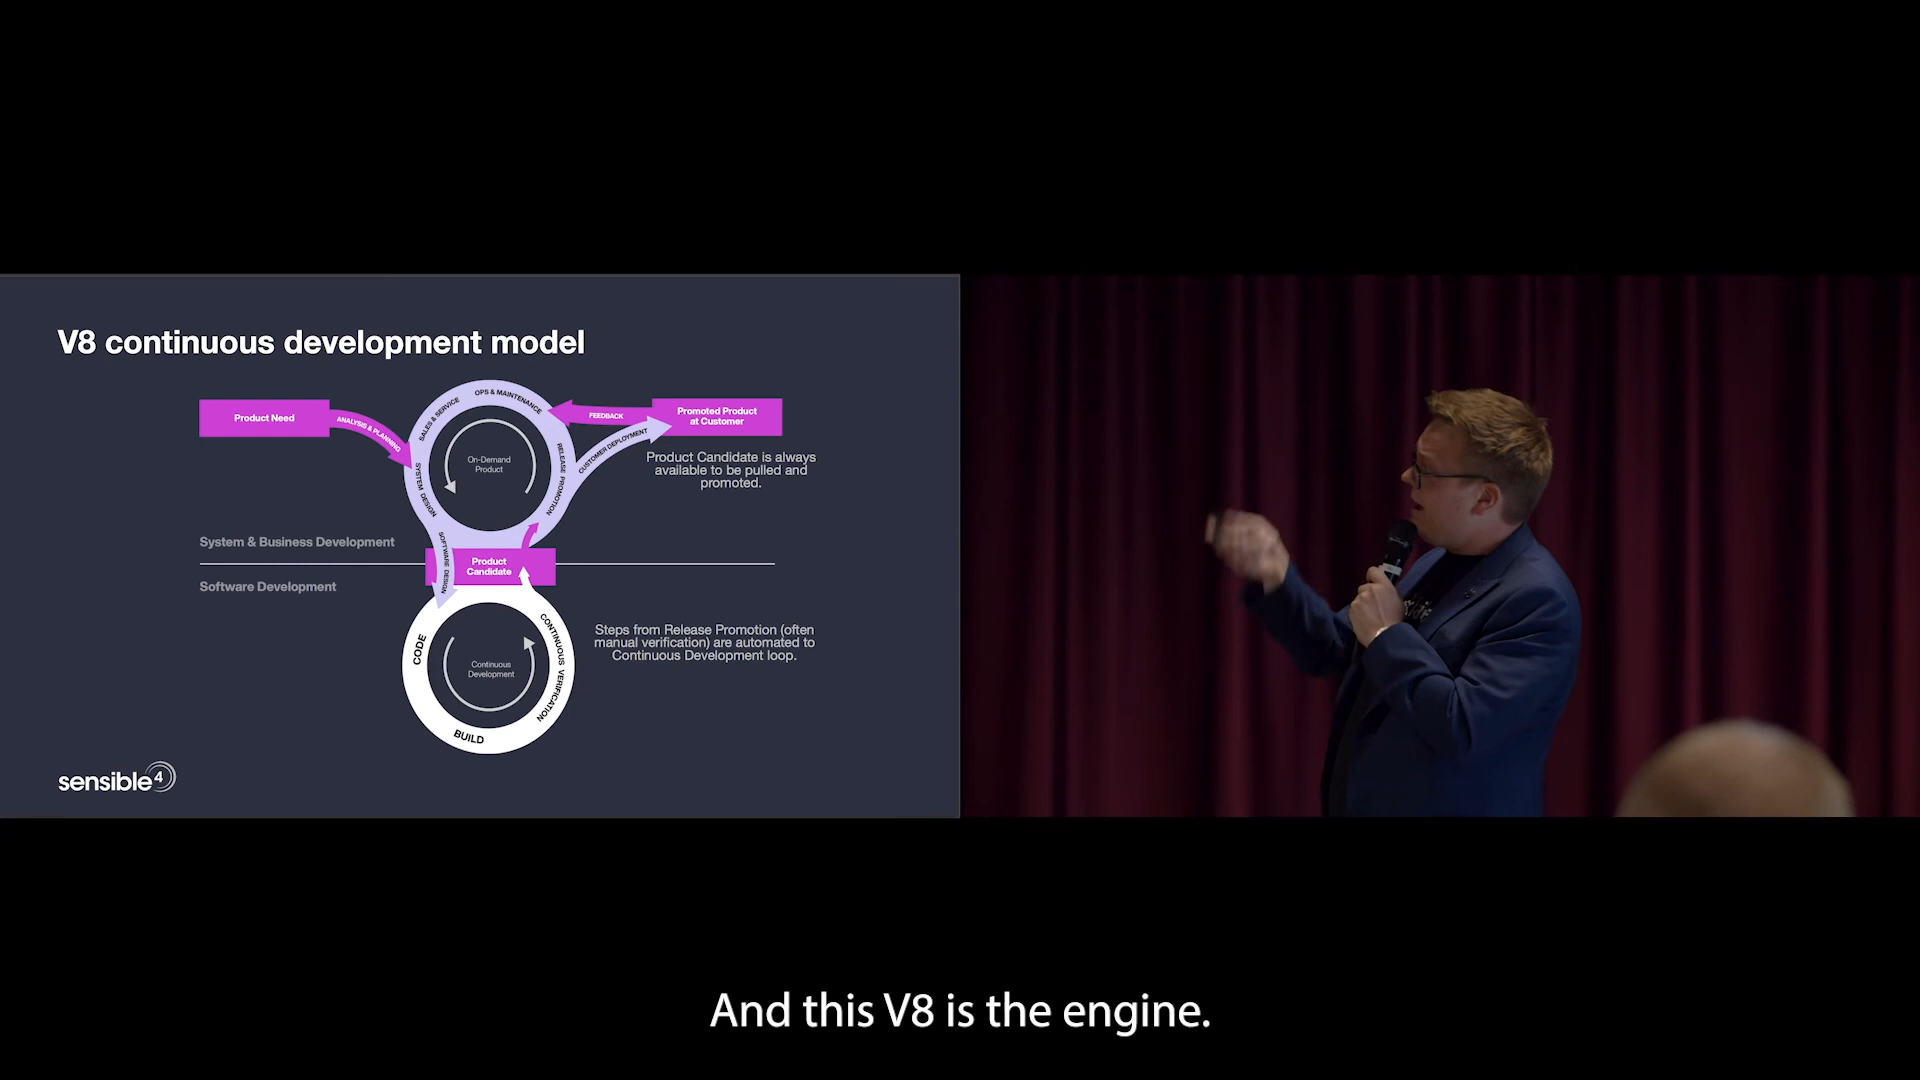 V8 continuous development model
Product Need
ANALYSIS & PLANNING
SALES & SERVICE
OPS & MAINTENANCE
FEEDBACK
Promoted Product
at Customer
CUSTOMER DEPLOYMENT
RELEASE PROMOTION
On-Demand
Product
SYSTEM DESIGN
Product Candidate is always
available to be pulled and
promoted.
System & Business Development
SOFTWARE DESIGN
Product
Candidate
Software Development
CODE
CONTINUOUS VERIFICATION
Continuous
Development
BUILD
Steps from Release Promotion (often
manual verification) are automated to
Continuous Development loop.
sensible4
And this V8 is the engine.